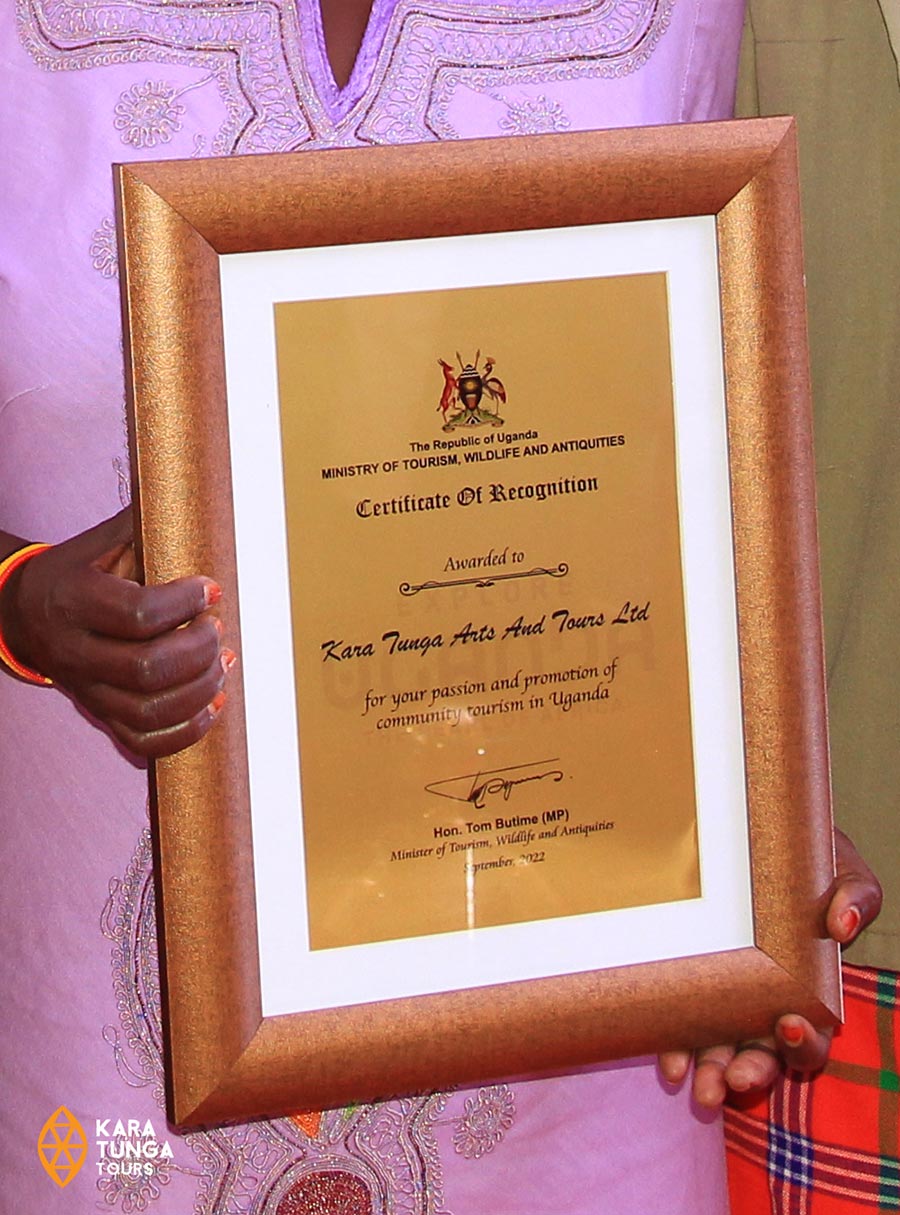 The Republic of Uganda
MINISTRY OF TOURISM, WILDLIFE AND ANTIQUITIES
Certificate Of Recognition
Awarded to
EXPLORE
Kara Tunga Arts And Tours Ltd
for your passion and promotion of
community tourism in Uganda
Hon. Tom Butime (MP)
Minister of Tourism, Wildlife and Antiquities
September, 2022
KARA
TUNGA
TOURS